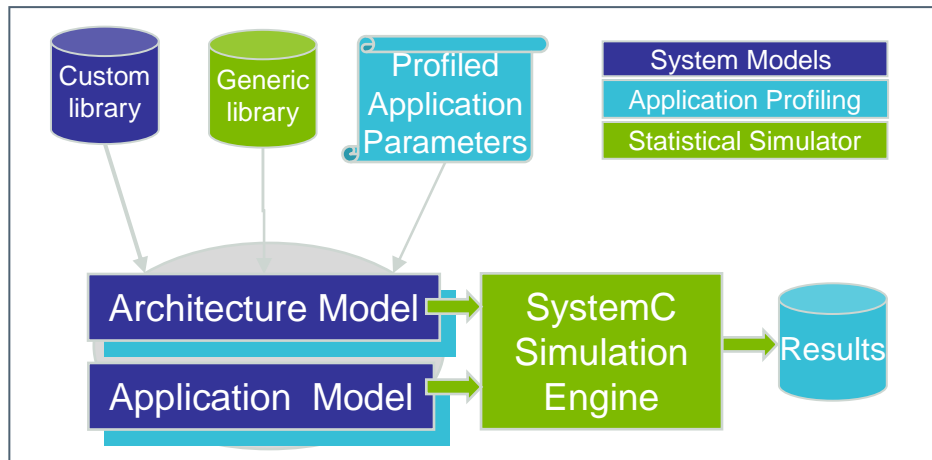 Custom
library
Generic
library
Profiled
Application
Parameters
System Models
Application Profiling
Statistical Simulator
Architecture Model
Application Model
SystemC
Simulation
Engine
Results